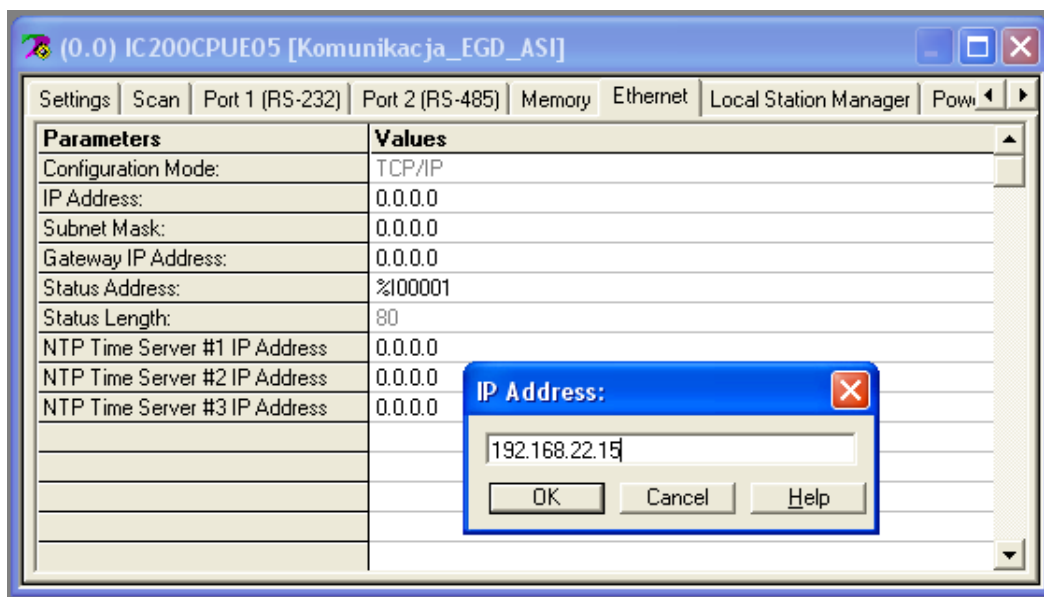 (0.0) IC200CPUE05 [Komunikacja_EGD_ASI]
Settings Scan Port 1 (RS-232) Port 2 (RS-485) Memory Ethernet Local Station Manager
Parameters Values
Configuration Mode: TCP/IP
IP Address: 0.0.0.0
Subnet Mask: 0.0.0.0
Gateway IP Address: 0.0.0.0
Status Address: %I00001
Status Length: 80
NTP Time Server #1 IP Address 0.0.0.0
NTP Time Server #2 IP Address 0.0.0.0
NTP Time Server #3 IP Address 0.0.0.0
IP Address:
192.168.22.15
OK Cancel Help